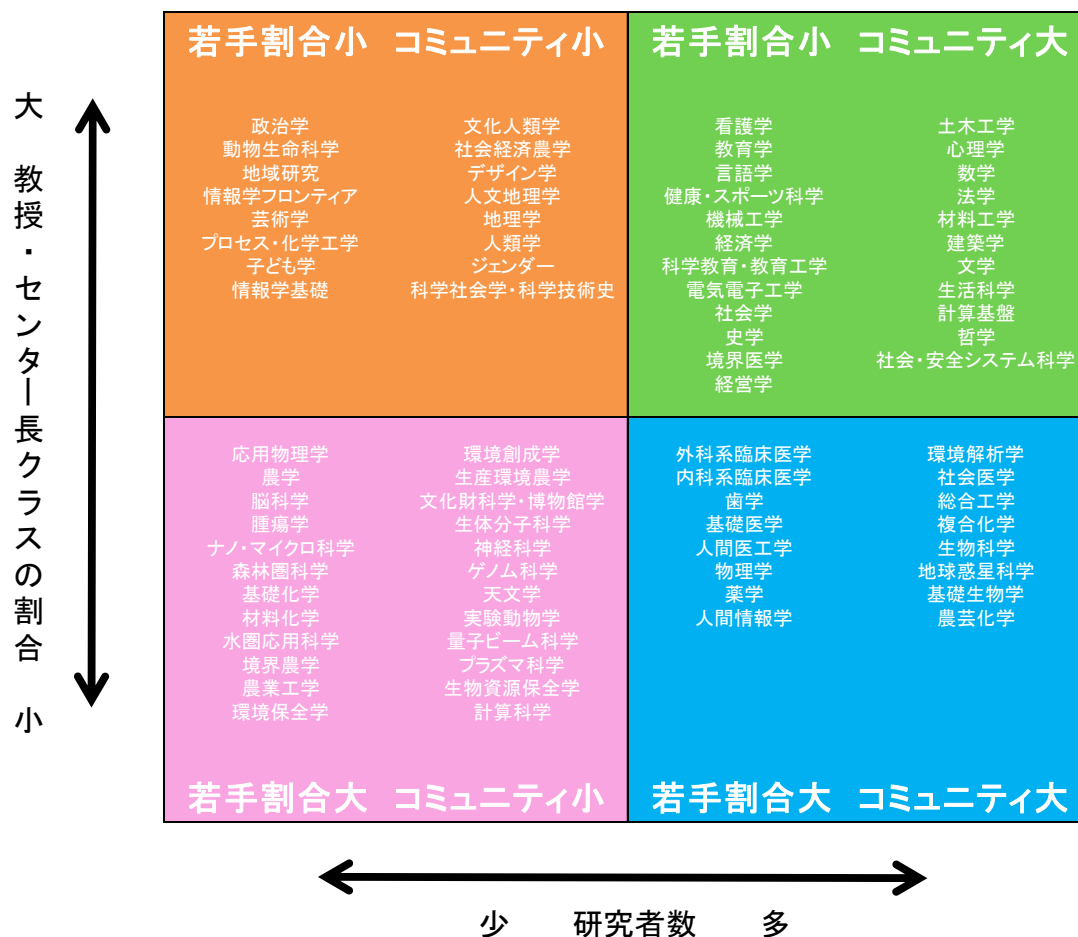 若手割合小 コミュニティ小
若手割合小 コミュニティ大
大 教授・センター長クラスの割合 小
政治学
動物生命科学
地域研究
情報学フロンティア
芸術学
プロセス・化学工学
子ども学
情報学基礎
文化人類学
社会経済農学
デザイン学
人文地理学
地理学
人類学
ジェンダー
科学社会学・科学技術史
看護学
教育学
言語学
健康・スポーツ科学
機械工学
経済学
科学教育・教育工学
電気電子工学
社会学
史学
境界医学
経営学
土木工学
心理学
数学
法学
材料工学
建築学
文学
生活科学
計算基盤
哲学
社会・安全システム科学
応用物理学
農学
脳科学
腫瘍学
ナノ・マイクロ科学
森林圏科学
基礎化学
材料化学
水圏応用科学
境界農学
農業工学
環境保全学
環境創成学
生産環境農学
文化財科学・博物館学
生体分子科学
神経科学
ゲノム科学
天文学
実験動物学
量子ビーム科学
プラズマ科学
生物資源保全学
計算科学
外科系臨床医学
内科系臨床医学
歯学
基礎医学
人間医工学
物理学
薬学
人間情報学
環境解析学
社会医学
総合工学
複合化学
生物科学
地球惑星科学
基礎生物学
農芸化学
若手割合大 コミュニティ小
若手割合大 コミュニティ大
少 研究者数 多